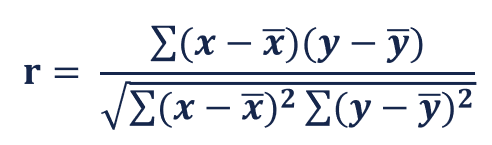 r = ∑(x − x̅)(y − y̅) / √∑(x − x̅)² ∑(y − y̅)²